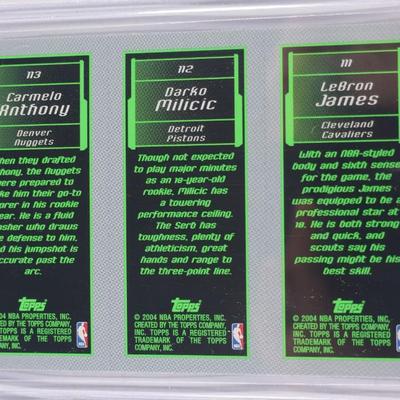 113
Carmelo
Anthony
Denver
Nuggets
hen they drafted
thony, the Nuggets
ere prepared to
ke him their go-to
orer in his rookie
ear. He is a fluid
sher who draws
e defense to him,
d his jumpshot is
ccurate past the
arc.
Topps
04 NBA PROPERTIES, INC.
TED BY THE TOPPS COMPANY,
TOPPS IS A REGISTERED
EMARK OF THE TOPPS
ANY, INC.
112
Darko
Milicic
Detroit
Pistons
Though not expected
to play major minutes
as an 18-year-old
rookie, Milicic has
a towering
performance ceiling.
The Serb has
toughness, plenty of
athleticism, great
hands and range
to the three-point line.
Topps
© 2004 NBA PROPERTIES, INC.
CREATED BY THE TOPPS COMPANY,
INC. TOPPS IS A REGISTERED
TRADEMARK OF THE TOPPS
COMPANY, INC.
111
LeBron
James
Cleveland
Cavaliers
With an NBA-styled
body and sixth sense
for the game, the
prodigious James
was equipped to be a
professional star at
18. He is both strong
and quick, and
scouts say his
passing might be his
best skill.
Topps
© 2004 NBA PROPERTIES, INC.
CREATED BY THE TOPPS COMPANY,
INC. TOPPS IS A REGISTERED
TRADEMARK OF THE TOPPS
COMPANY, INC.